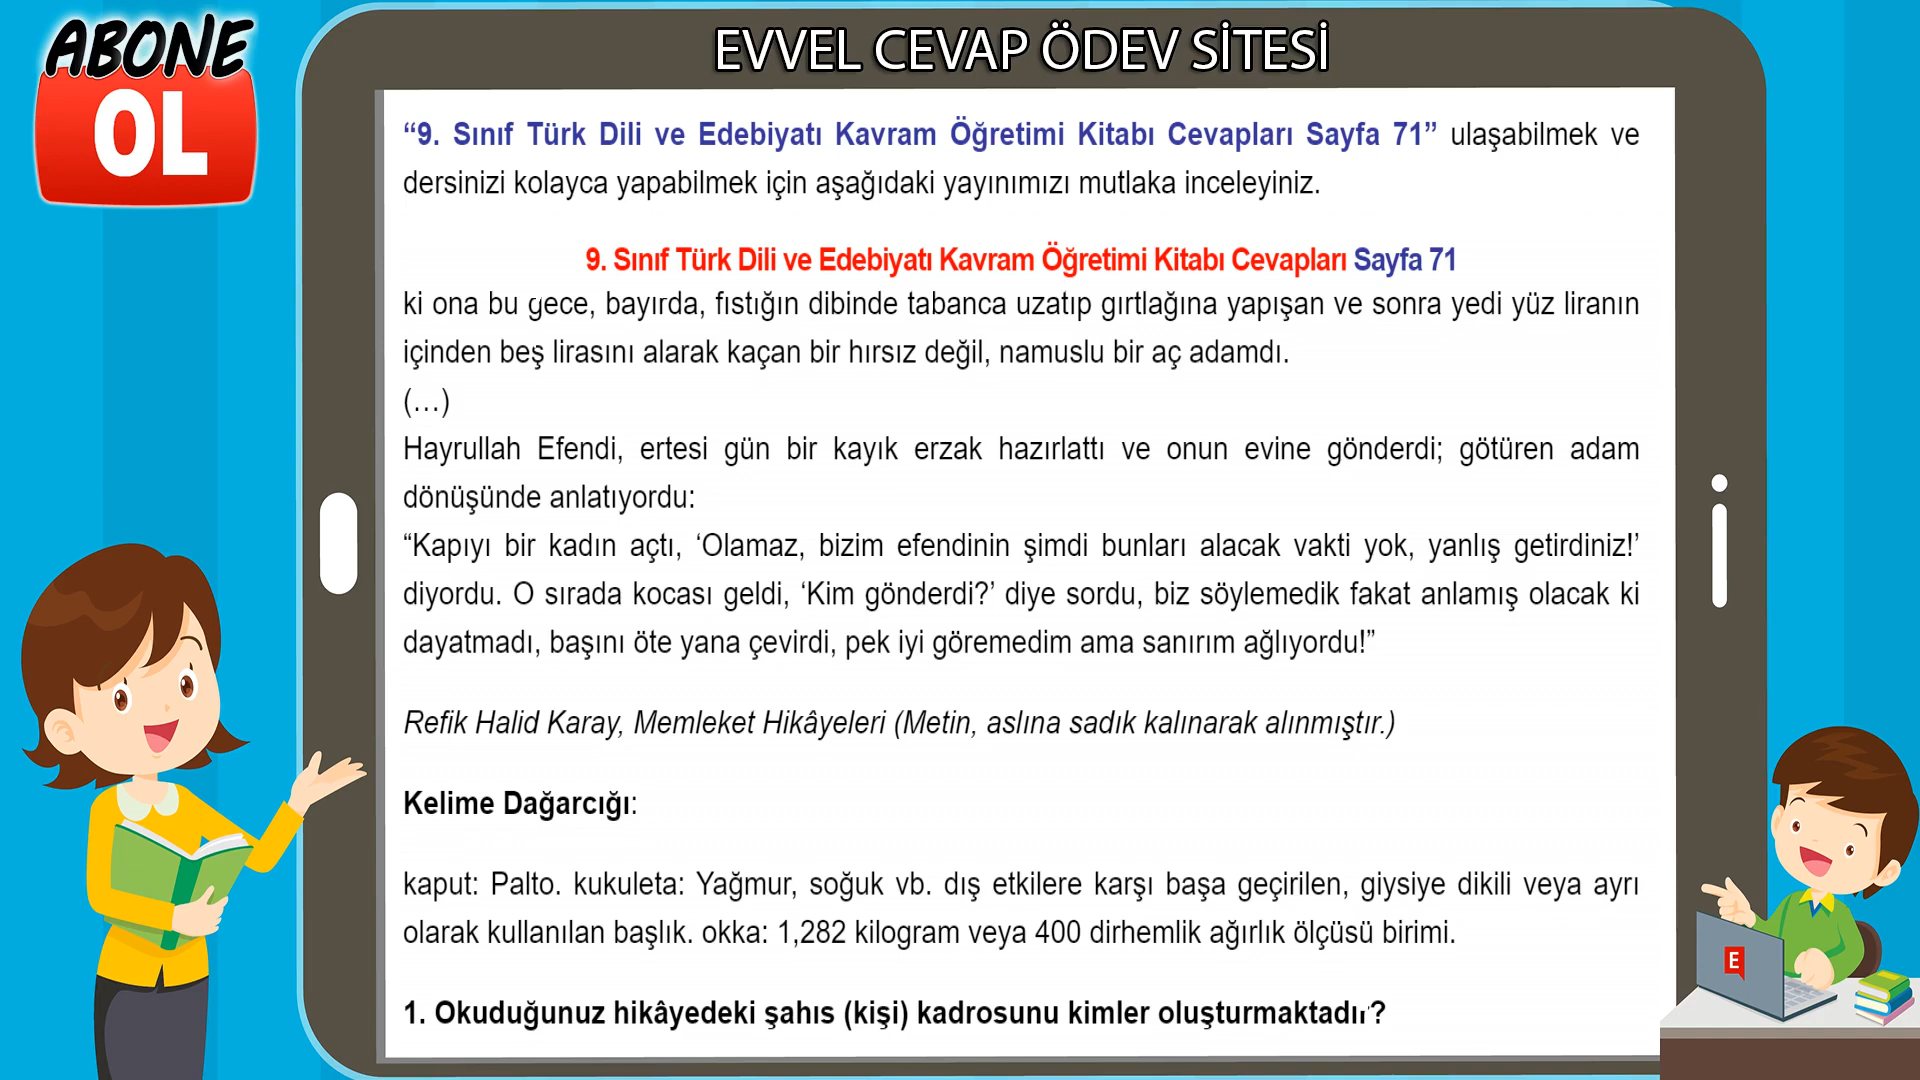 ABONE
OL
EVVEL CEVAP ÖDEV SİTESİ
“9. Sınıf Türk Dili ve Edebiyatı Kavram Öğretimi Kitabı Cevapları Sayfa 71” ulaşabilmek ve
dersinizi kolayca yapabilmek için aşağıdaki yayınımızı mutlaka inceleyiniz.
9. Sınıf Türk Dili ve Edebiyatı Kavram Öğretimi Kitabı Cevapları Sayfa 71
ki ona bu gece, bayırda, fıstığın dibinde tabanca uzatıp gırtlağına yapışan ve sonra yedi yüz liranın
içinden beş lirasını alarak kaçan bir hırsız değil, namuslu bir aç adamdı.
(…)
Hayrullah Efendi, ertesi gün bir kayık erzak hazırlattı ve onun evine gönderdi; götüren adam
dönüşünde anlatıyordu:
“Kapıyı bir kadın açtı, ‘Olamaz, bizim efendinin şimdi bunları alacak vakti yok, yanlış getirdiniz!’
diyordu. O sırada kocası geldi, ‘Kim gönderdi?’ diye sordu, biz söylemedik fakat anlamış olacak ki
dayatmadı, başını öte yana çevirdi, pek iyi göremedim ama sanırım ağlıyordu!”
Refik Halid Karay, Memleket Hikâyeleri (Metin, aslına sadık kalınarak alınmıştır.)
Kelime Dağarcığı:
kaput: Palto. kukuleta: Yağmur, soğuk vb. dış etkilere karşı başa geçirilen, giysiye dikili veya ayrı
olarak kullanılan başlık. okka: 1,282 kilogram veya 400 dirhemlik ağırlık ölçüsü birimi.
1. Okuduğunuz hikâyedeki şahıs (kişi) kadrosunu kimler oluşturmaktadır?
E